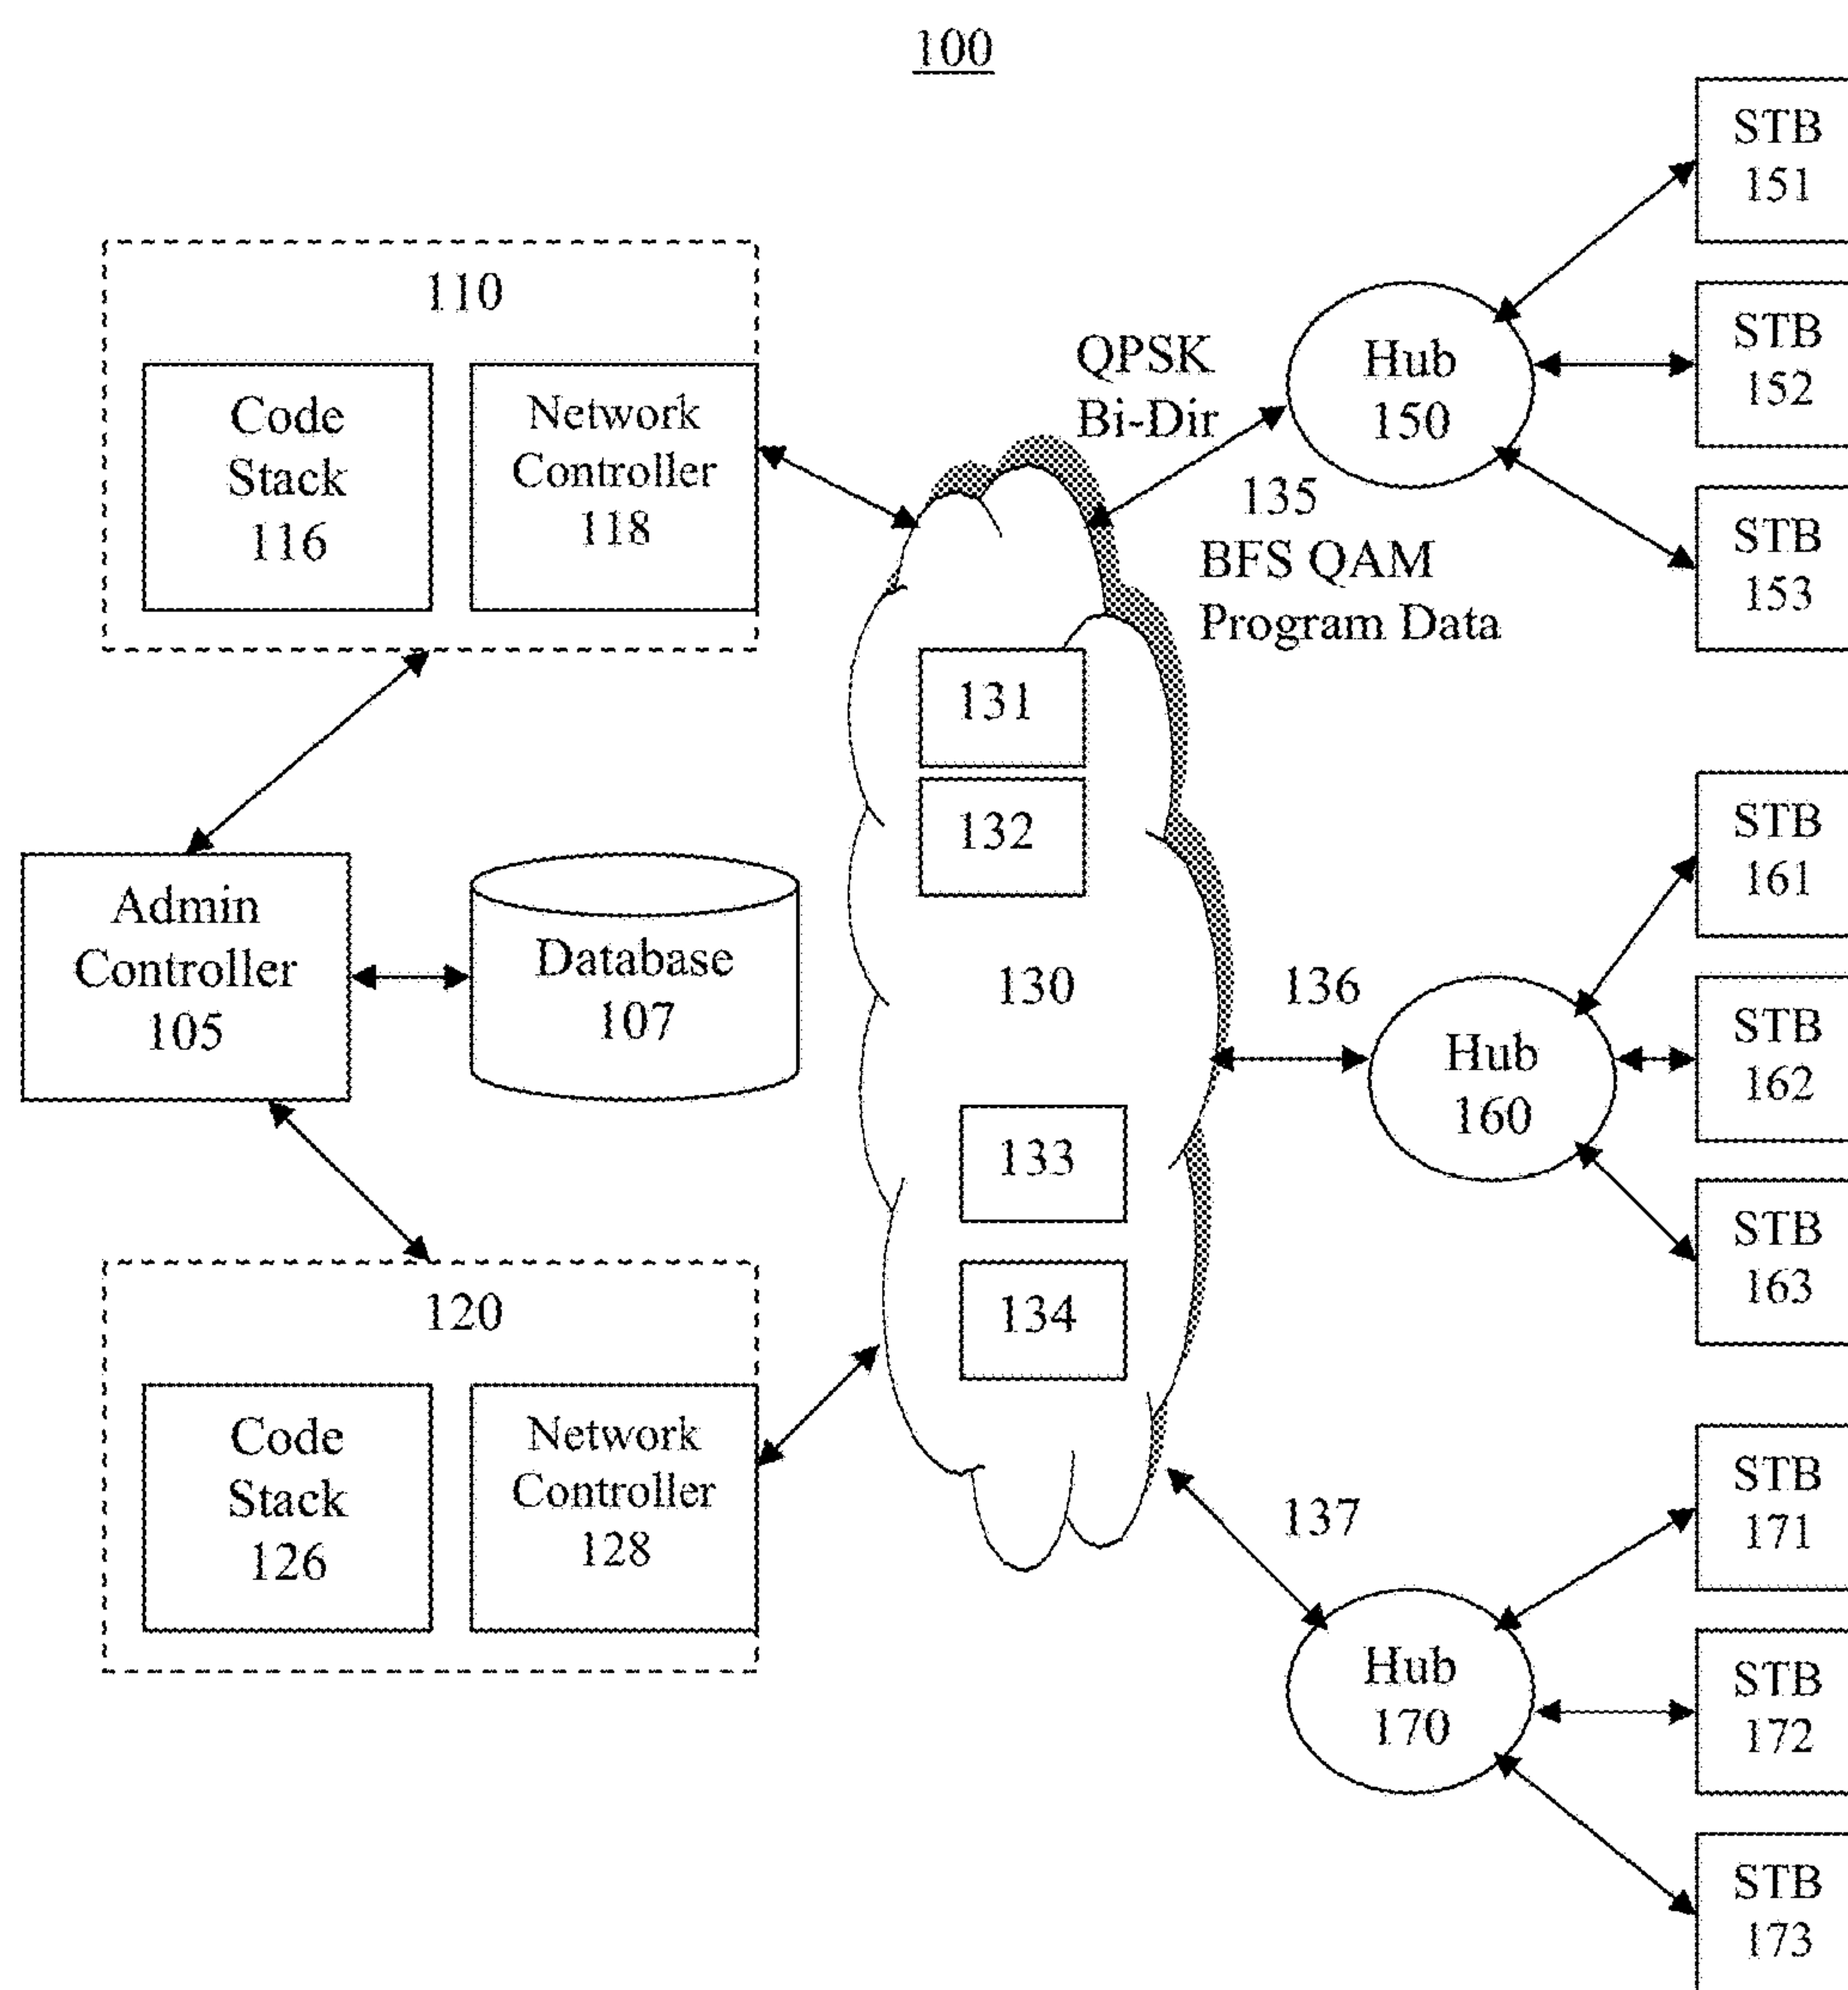 100
110
Code
Stack
116
Network
Controller
118
Admin
Controller
105
Database
107
120
Code
Stack
126
Network
Controller
128
131
132
130
133
134
QPSK
Bi-Dir
135
BFS QAM
Program Data
136
137
Hub
150
Hub
160
Hub
170
STB
151
STB
152
STB
153
STB
161
STB
162
STB
163
STB
171
STB
172
STB
173